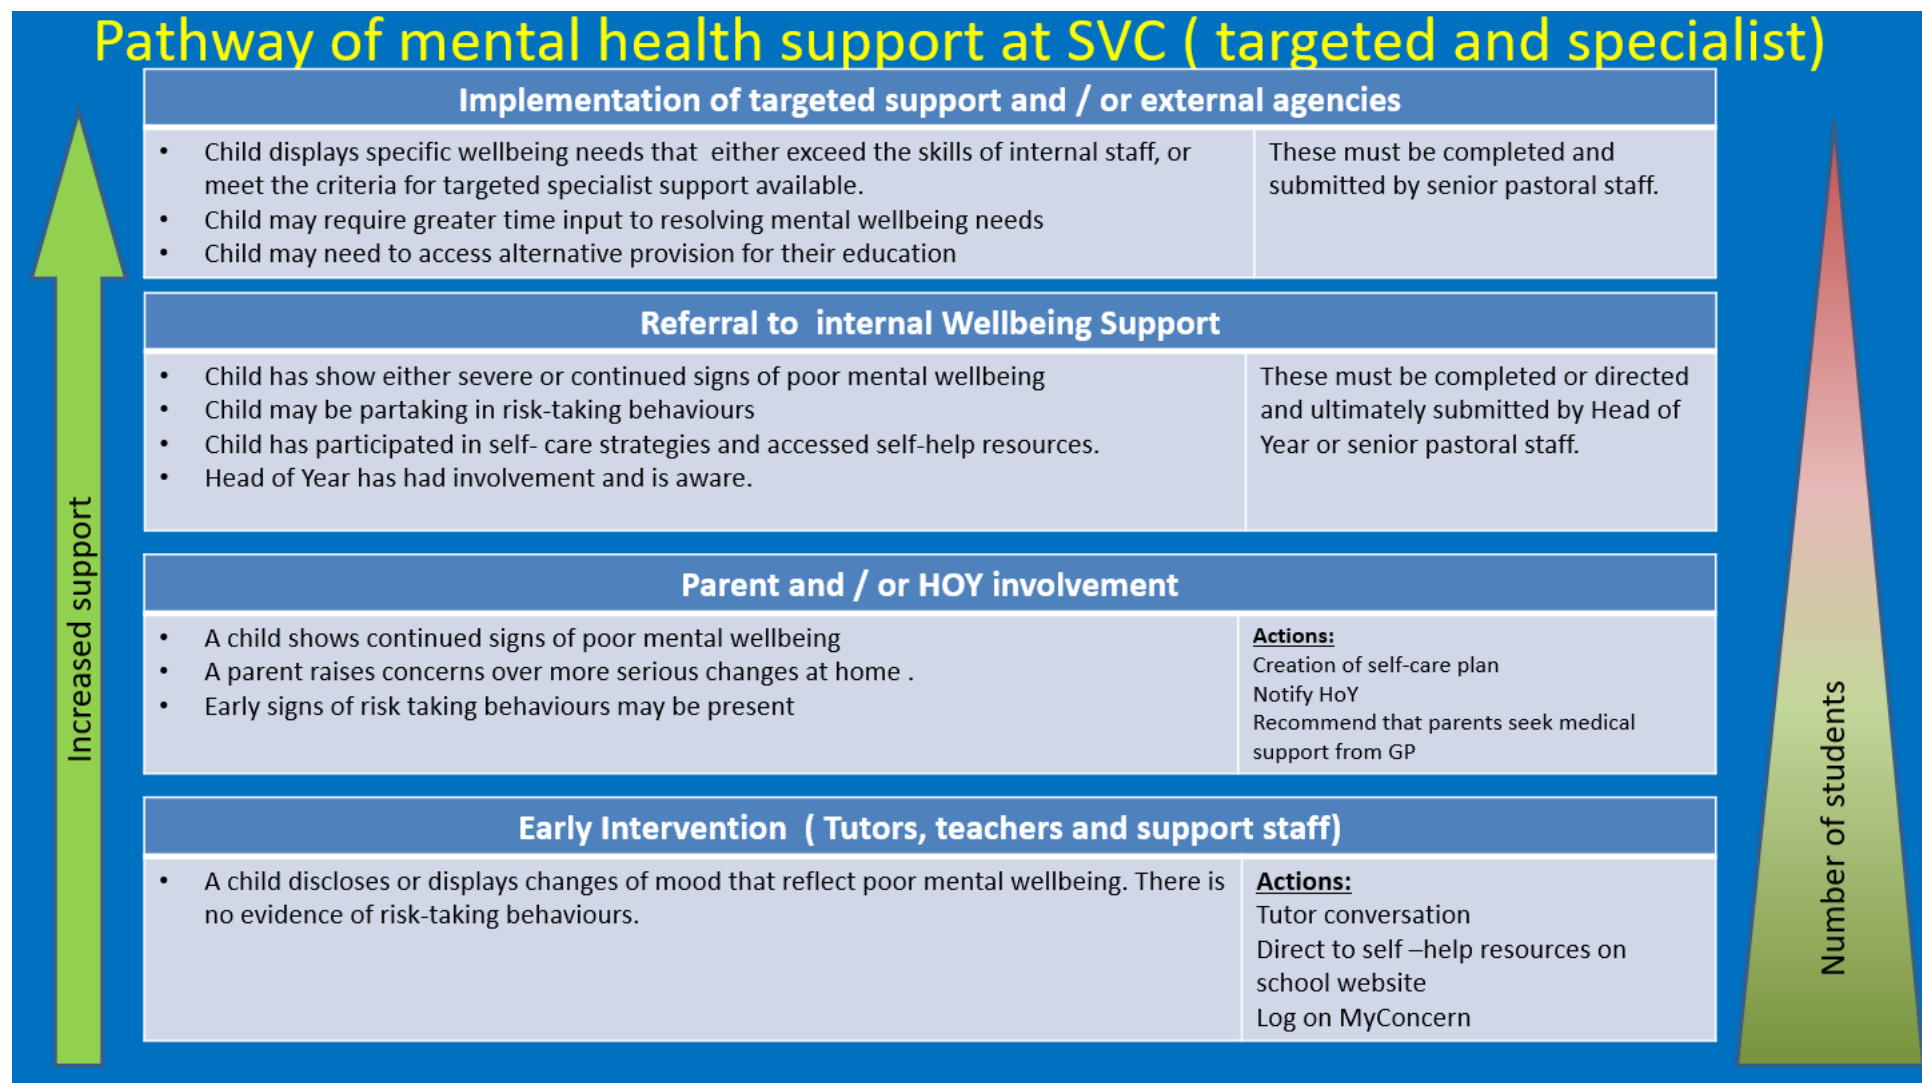 Pathway of mental health support at SVC ( targeted and specialist)
Implementation of targeted support and / or external agencies
• Child displays specific wellbeing needs that  either exceed the skills of internal staff, or
meet the criteria for targeted specialist support available.
• Child may require greater time input to resolving mental wellbeing needs
• Child may need to access alternative provision for their education
These must be completed and
submitted by senior pastoral staff.
Referral to  internal Wellbeing Support
• Child has show either severe or continued signs of poor mental wellbeing
• Child may be partaking in risk-taking behaviours
• Child has participated in self- care strategies and accessed self-help resources.
• Head of Year has had involvement and is aware.
These must be completed or directed
and ultimately submitted by Head of
Year or senior pastoral staff.
Parent and / or HOY involvement
• A child shows continued signs of poor mental wellbeing
• A parent raises concerns over more serious changes at home .
• Early signs of risk taking behaviours may be present
Actions:
Creation of self-care plan
Notify HoY
Recommend that parents seek medical
support from GP
Early Intervention  ( Tutors, teachers and support staff)
• A child discloses or displays changes of mood that reflect poor mental wellbeing. There is
no evidence of risk-taking behaviours.
Actions:
Tutor conversation
Direct to self –help resources on
school website
Log on MyConcern
Increased support
Number of students